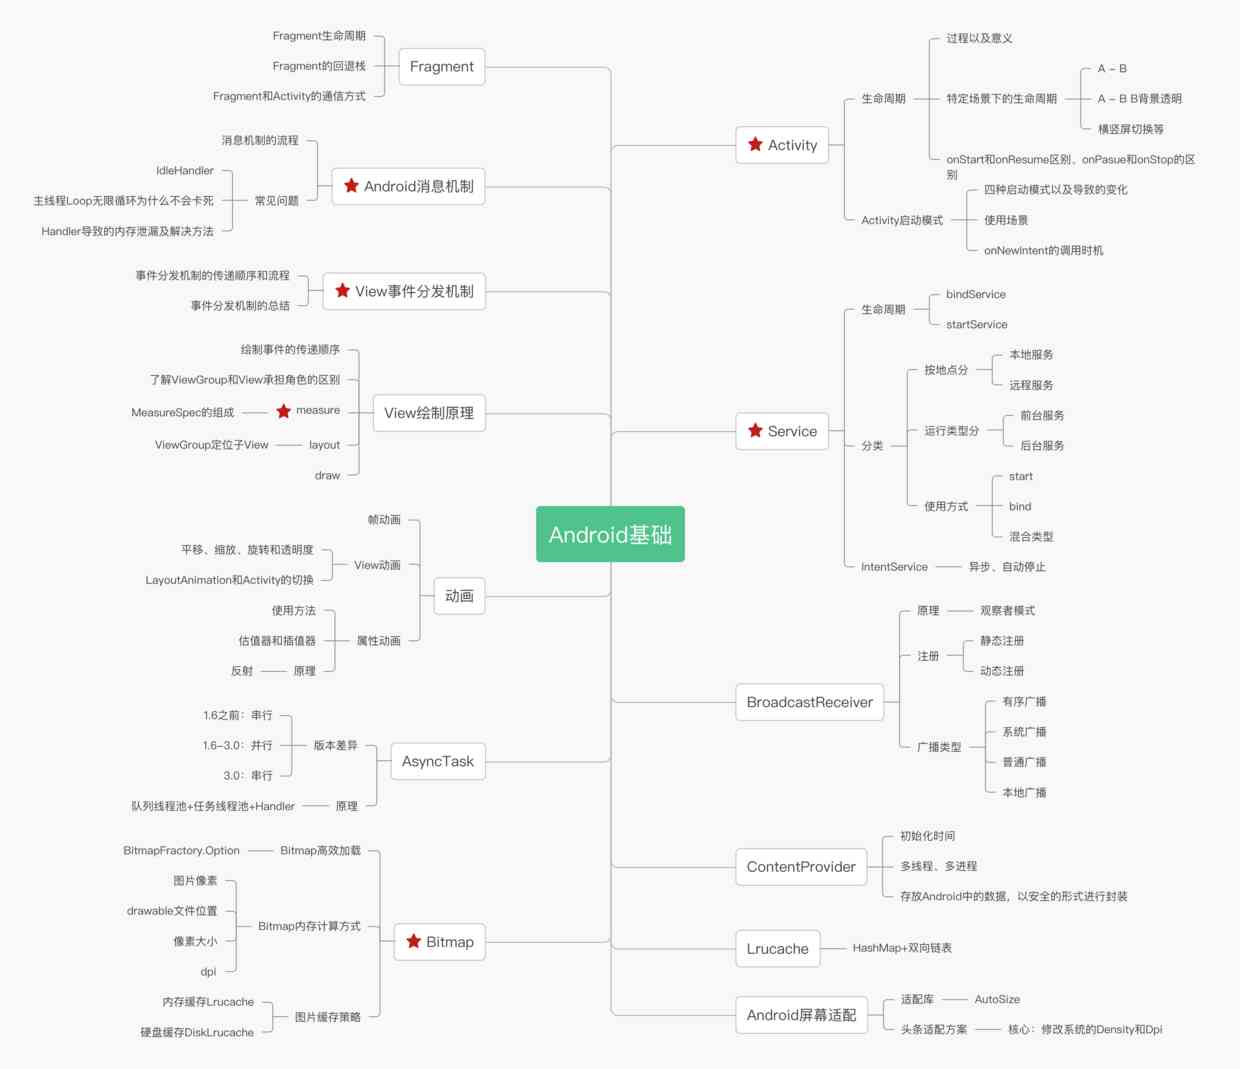 Android基础
Fragment
Fragment生命周期
Fragment的回退栈
Fragment和Activity的通信方式
Android消息机制
消息机制的流程
常见问题
IdleHandler
主线程Loop无限循环为什么不会卡死
Handler导致的内存泄漏及解决方法
View事件分发机制
事件分发机制的传递顺序和流程
事件分发机制的总结
View绘制原理
绘制事件的传递顺序
了解ViewGroup和View承担角色的区别
measure
MeasureSpec的组成
layout
ViewGroup定位子View
draw
动画
帧动画
View动画
平移、缩放、旋转和透明度
LayoutAnimation和Activity的切换
属性动画
使用方法
估值器和插值器
原理
反射
AsyncTask
版本差异
1.6之前：串行
1.6-3.0：并行
3.0：串行
原理
队列线程池+任务线程池+Handler
Bitmap
Bitmap高效加载
BitmapFractory.Option
Bitmap内存计算方式
图片像素
drawable文件位置
像素大小
dpi
图片缓存策略
内存缓存Lrucache
硬盘缓存DiskLrucache
Activity
生命周期
过程以及意义
特定场景下的生命周期
A - B
A - B B背景透明
横竖屏切换等
onStart和onResume区别、onPasue和onStop的区
别
Activity启动模式
四种启动模式以及导致的变化
使用场景
onNewIntent的调用时机
Service
生命周期
bindService
startService
分类
按地点分
本地服务
远程服务
运行类型分
前台服务
后台服务
使用方式
start
bind
混合类型
IntentService
异步、自动停止
BroadcastReceiver
原理
观察者模式
注册
静态注册
动态注册
广播类型
有序广播
系统广播
普通广播
本地广播
ContentProvider
初始化时间
多线程、多进程
存放Android中的数据，以安全的形式进行封装
Lrucache
HashMap+双向链表
Android屏幕适配
适配库
AutoSize
头条适配方案
核心：修改系统的Density和Dpi